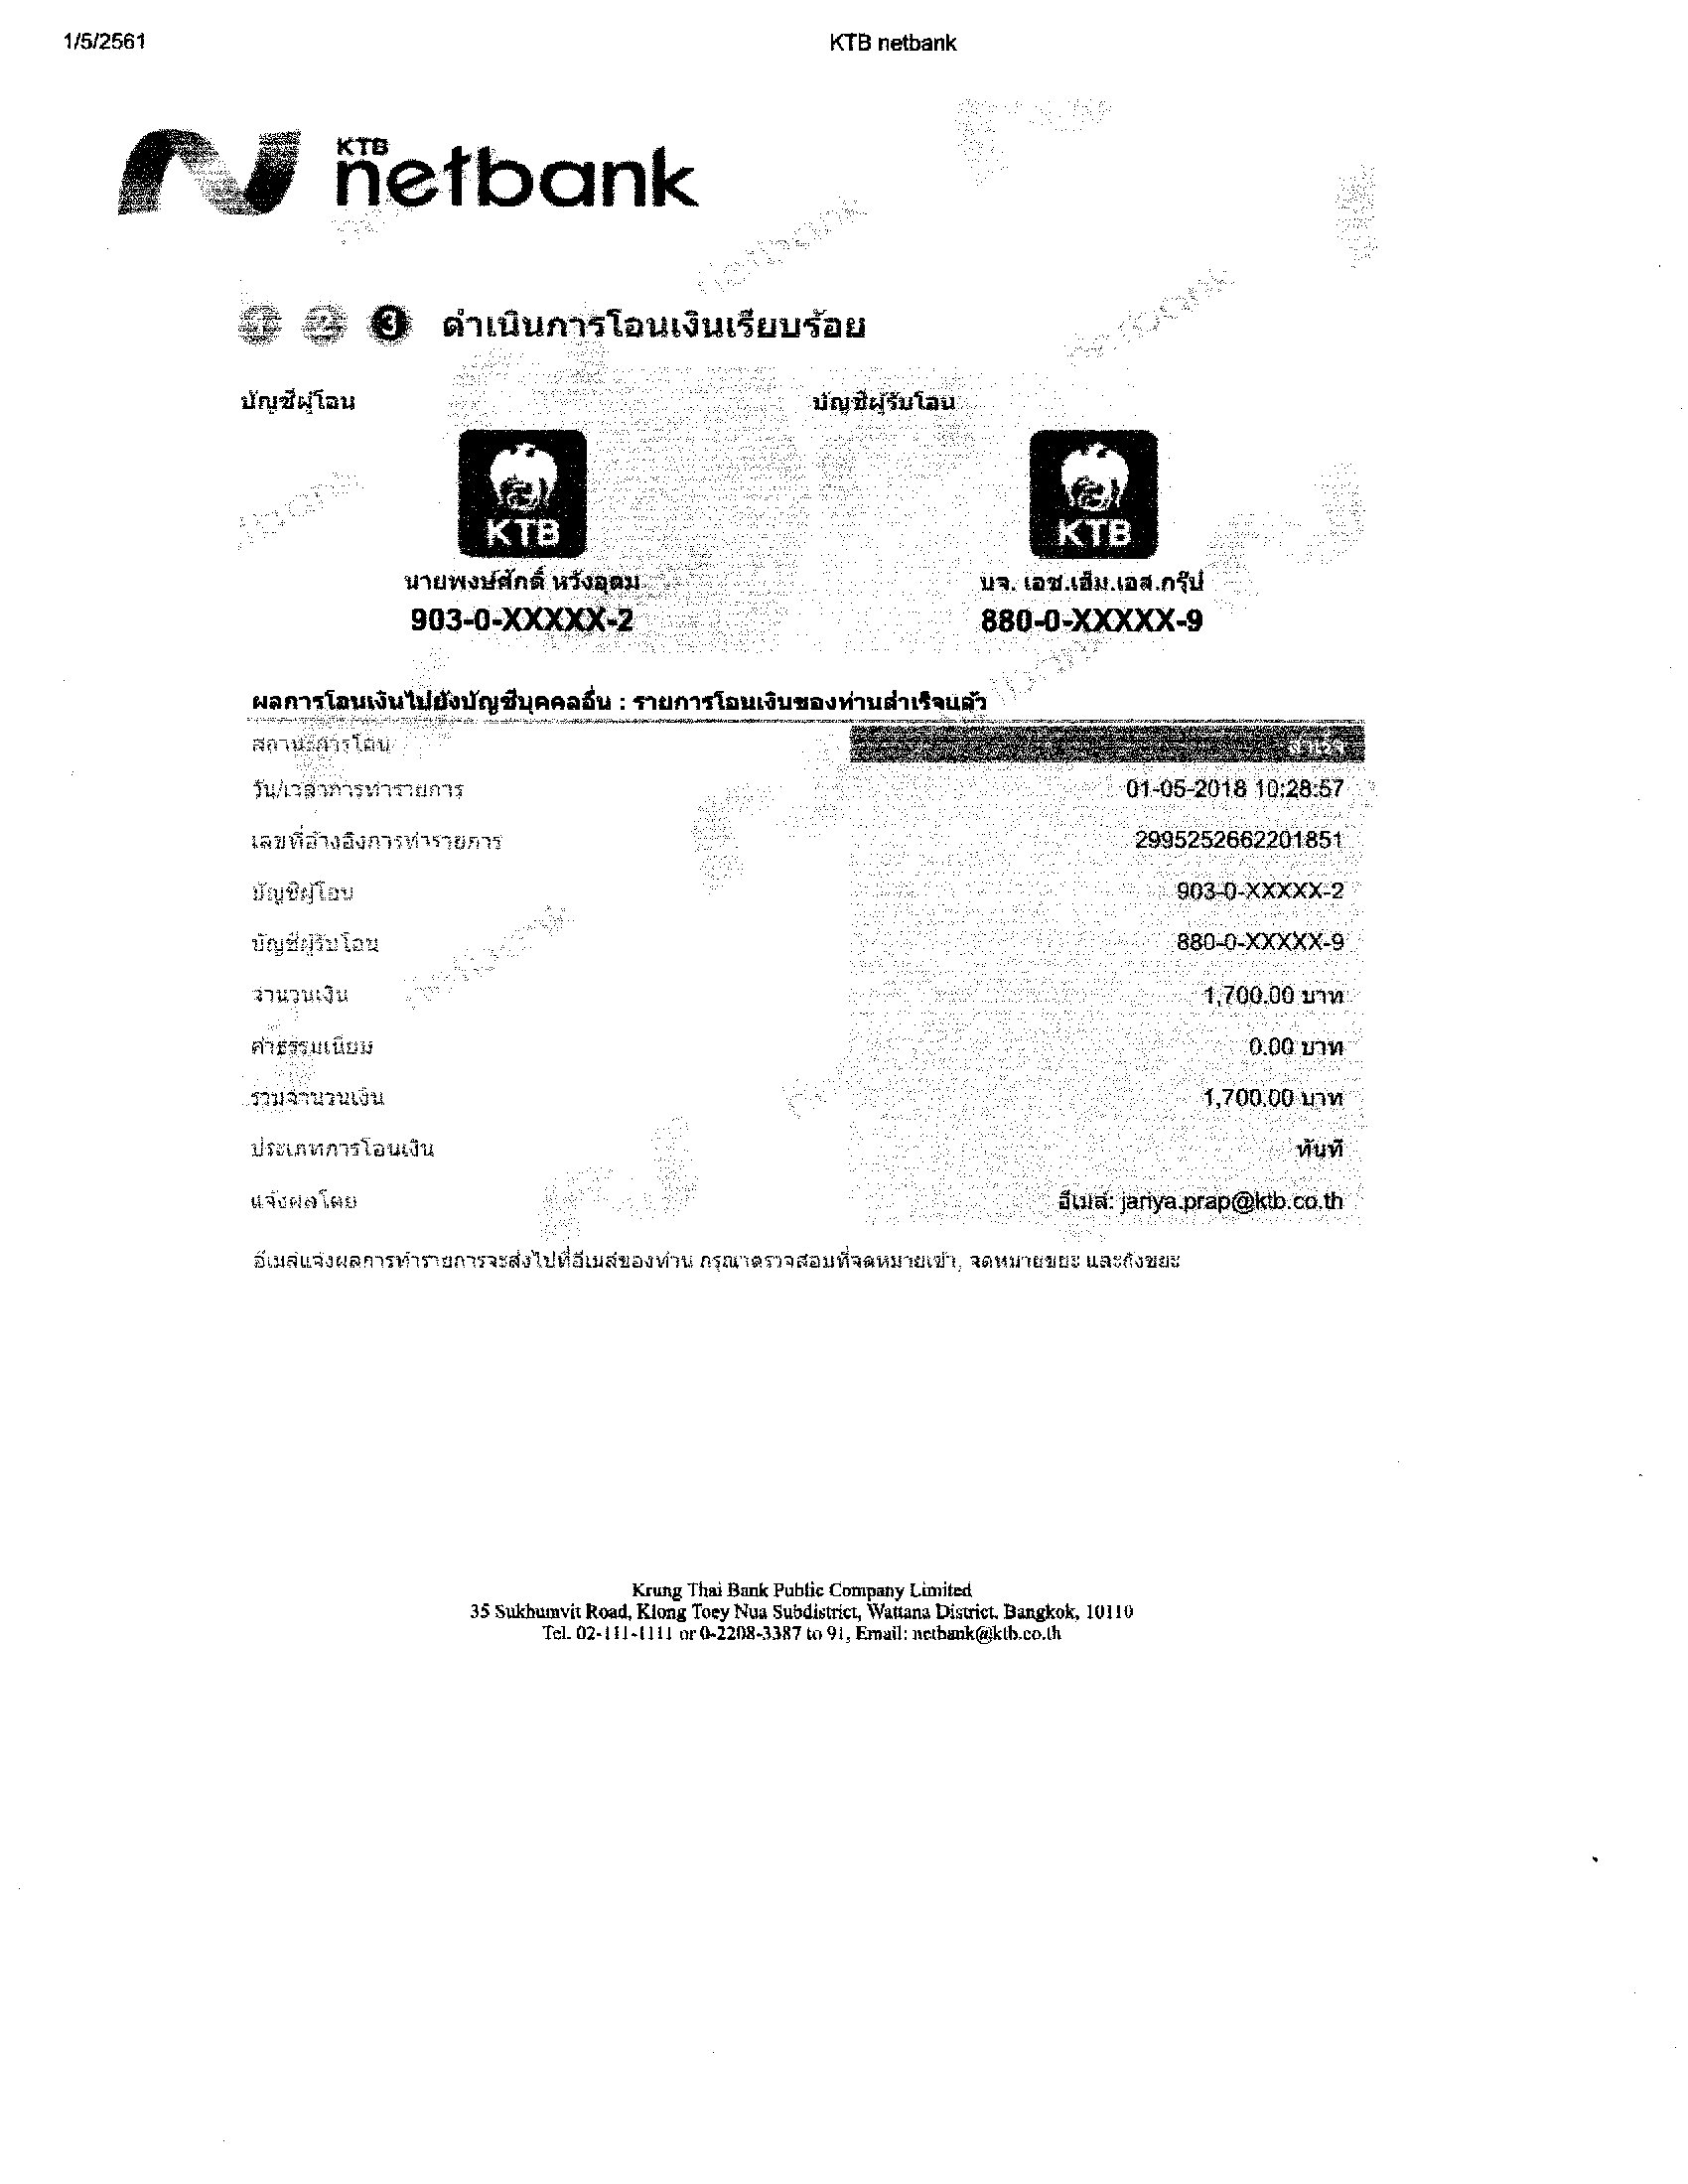 1/5/2561 KTB netbank
KTB
netbank
1 2 3 ดำเนินการโอนเงินเรียบร้อย
บัญชีผู้โอน บัญชีผู้รับโอน
KTB KTB
นายพงษ์ศักดิ์ หวังอุดม บจ. เอช.เอ็ม.เอส.กรุ๊ป
903-0-XXXXX-2 880-0-XXXXX-9
ผลการโอนเงินไปยังบัญชีบุคคลอื่น : รายการโอนเงินของท่านสำเร็จแล้ว
สถานะการโอน สำเร็จ
วัน/เวลาการทำรายการ 01-05-2018 10:28:57
เลขที่อ้างอิงการทำรายการ 2995252662201851
บัญชีผู้โอน 903-0-XXXXX-2
บัญชีผู้รับโอน 880-0-XXXXX-9
จำนวนเงิน 1,700.00 บาท
ค่าธรรมเนียม 0.00 บาท
รวมจำนวนเงิน 1,700.00 บาท
ประเภทการโอนเงิน ทันที
แจ้งผลโดย อีเมล์: jariya.prap@ktb.co.th
อีเมล์แจ้งผลการทำรายการจะส่งไปที่อีเมล์ของท่าน กรุณาตรวจสอบที่จดหมายเข้า, จดหมายขยะ และถังขยะ
Krung Thai Bank Public Company Limited
35 Sukhumvit Road, Klong Toey Nua Subdistrict, Wattana District, Bangkok, 10110
Tel. 02-111-1111 or 0-2208-3387 to 91, Email: netbank@ktb.co.th